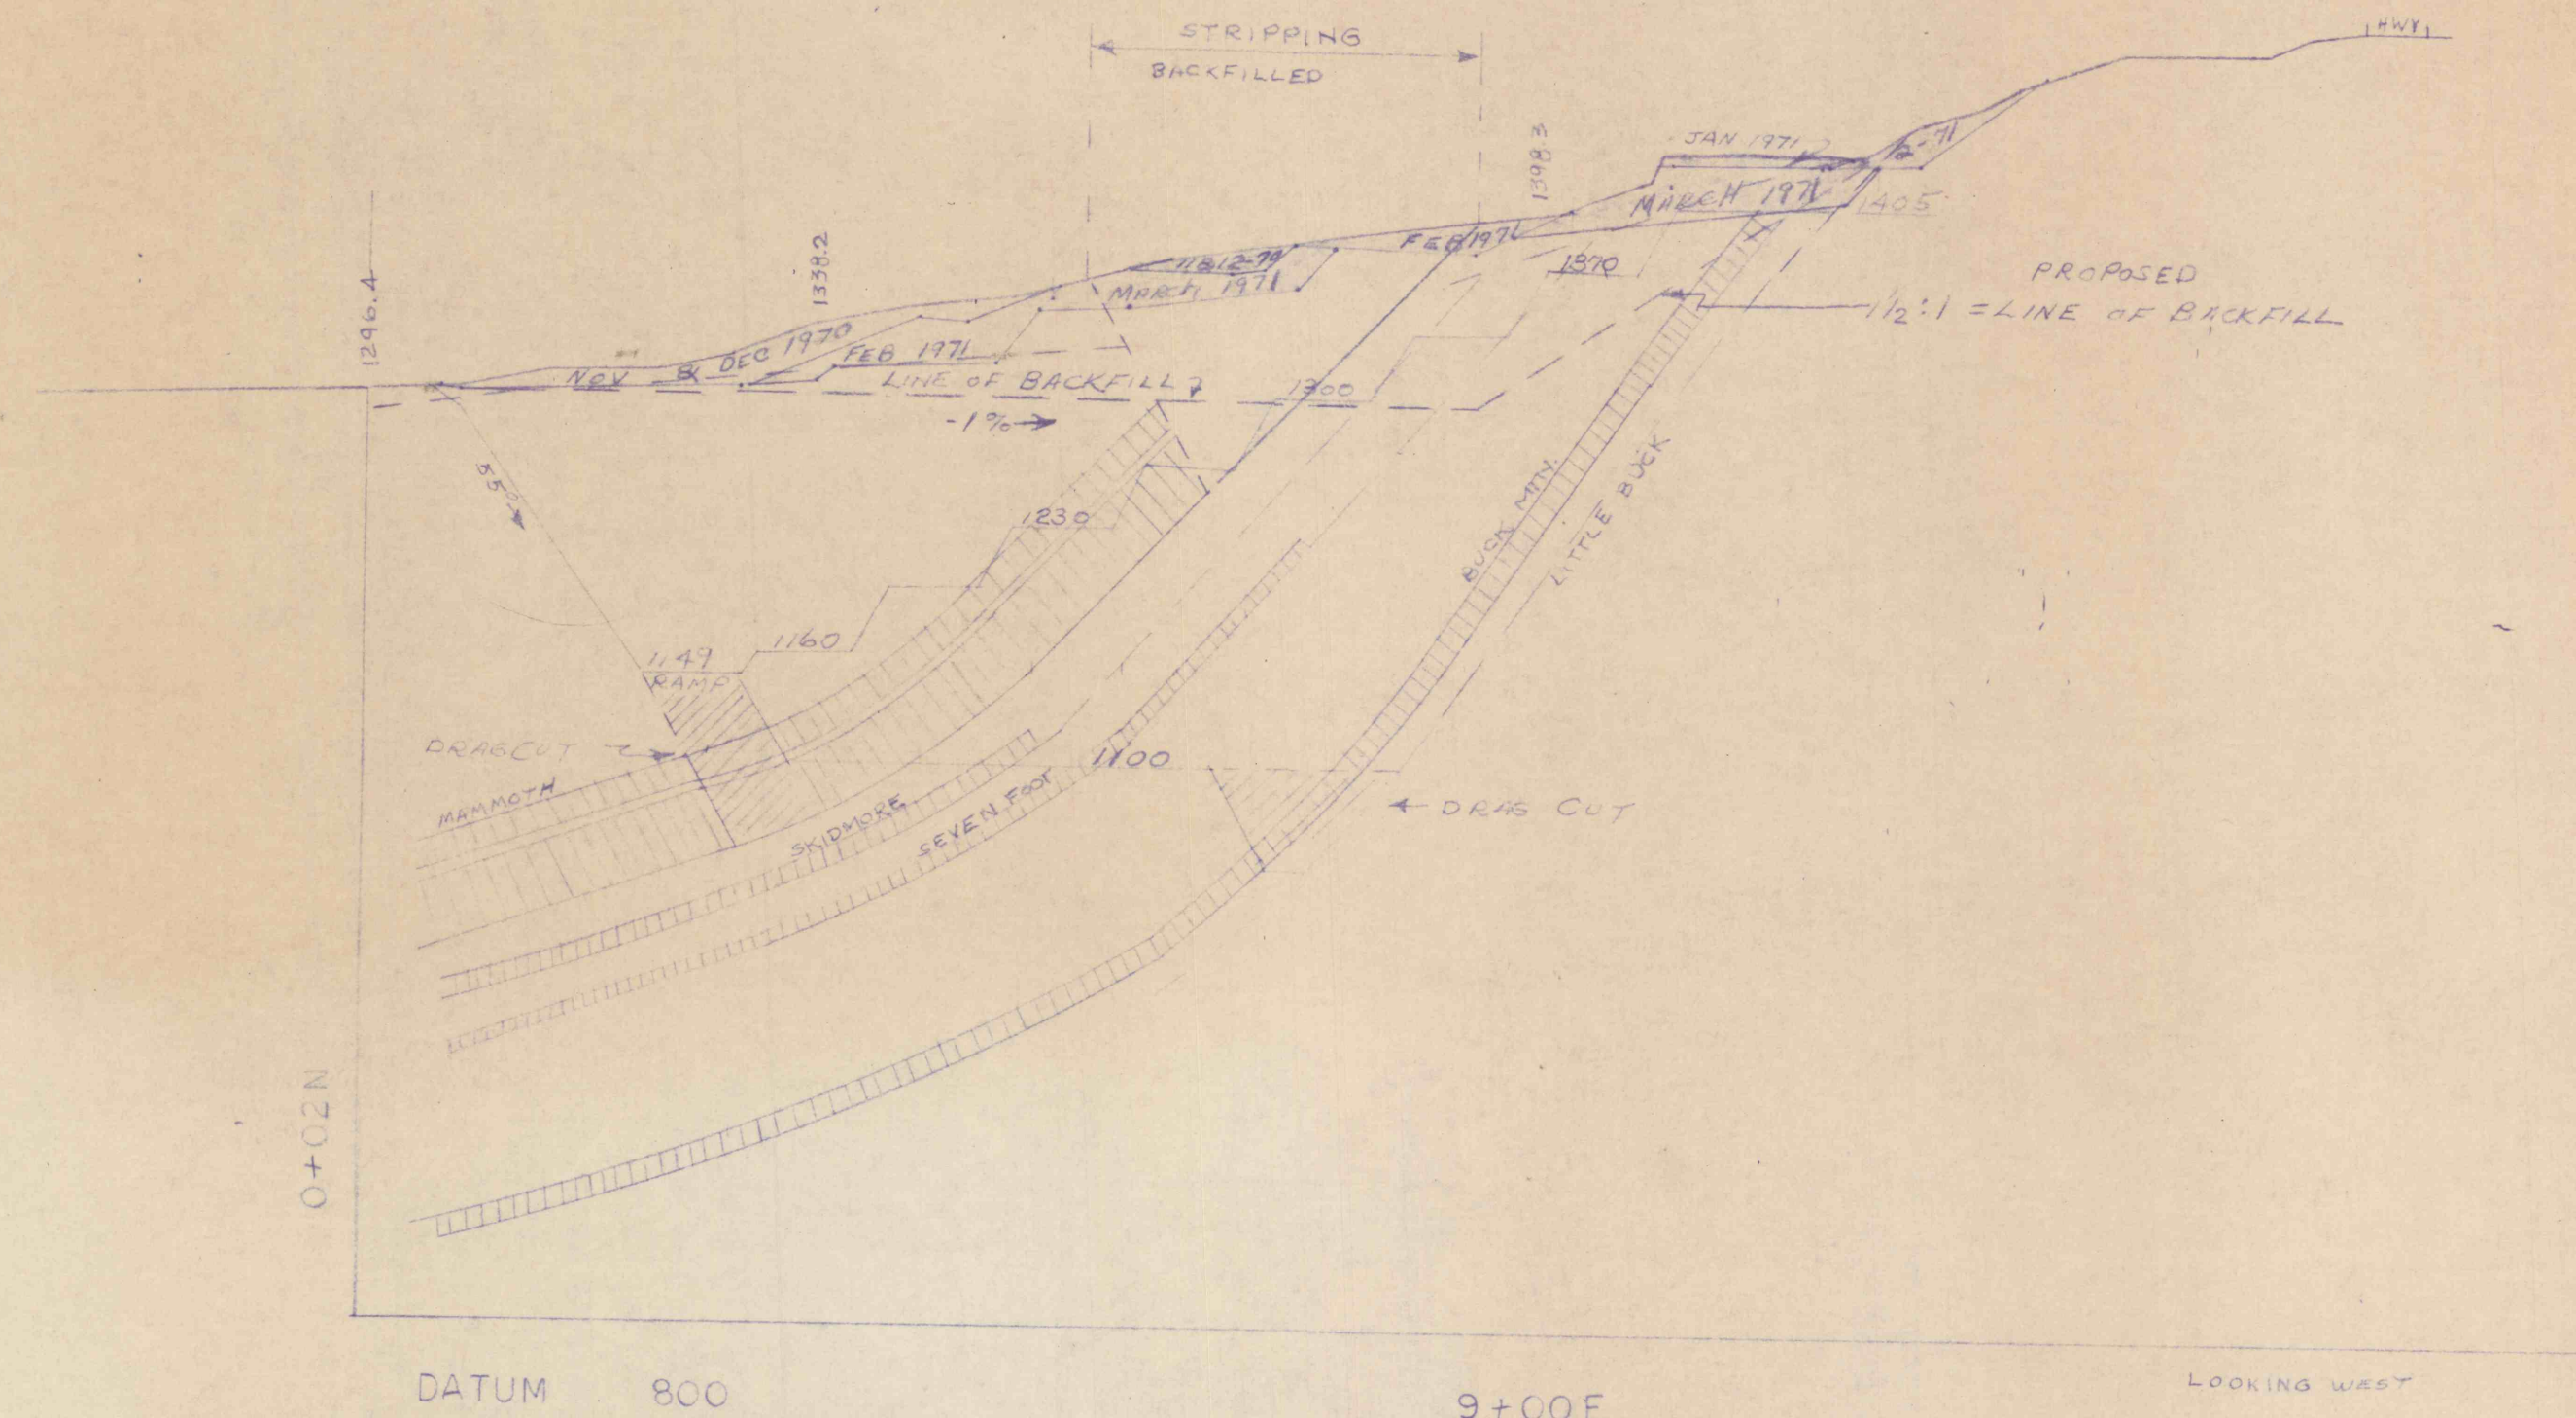 HWY
STRIPPING
BACKFILLED
1398.3
JAN 1971
2-71
MARCH 1971
1405
1338.2
1296.4
FEB 1971
1370
MARCH 1971
PROPOSED
1 1/2:1 = LINE OF BACKFILL
NOV & DEC 1970
FEB 1971
LINE OF BACKFILL
-1%
1300
55°
1230
BUCK MTN.
LITTLE BUCK
1160
1149
RAMP
DRAGCUT
1100
MAMMOTH
SKIDMORE
SEVEN FOOT
DRAG CUT
0+02N
DATUM 800
9+00E
LOOKING WEST